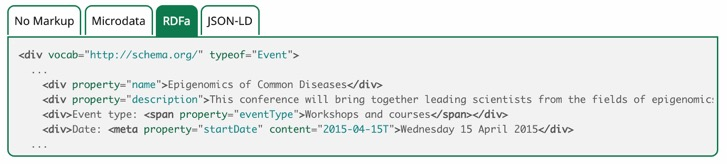 No Markup Microdata RDFa JSON-LD
<div vocab="http://schema.org/" typeof="Event">
...
<div property="name">Epigenomics of Common Diseases</div>
<div property="description">This conference will bring together leading scientists from the fields of epigenomics
<div>Event type: <span property="eventType">Workshops and courses</span></div>
<div>Date: <meta property="startDate" content="2015-04-15T">Wednesday 15 April 2015</div>
...